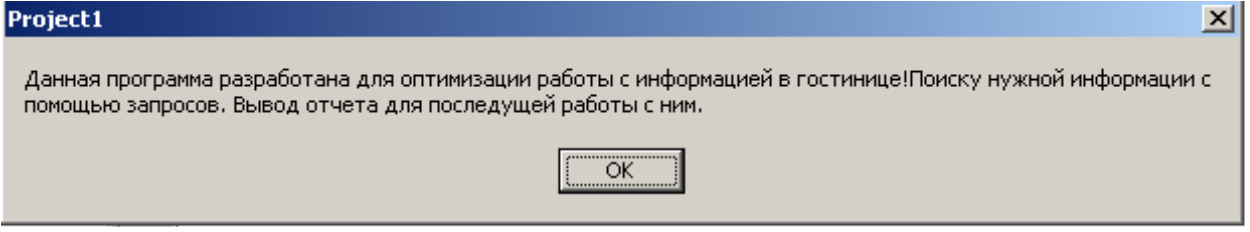 Project1
Данная программа разработана для оптимизации работы с информацией в гостинице!Поиску нужной информации с
помощью запросов. Вывод отчета для последущей работы с ним.
OK